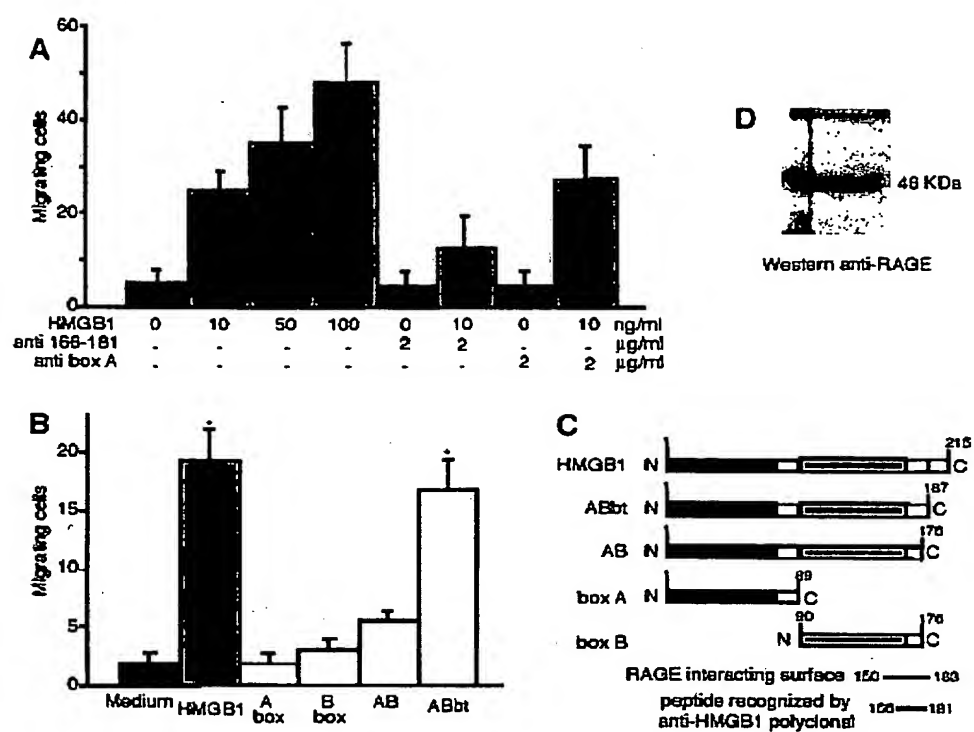 A
60
40
20
0
Migrating cells
HMGB1 0 10 50 100 0 10 0 10 ng/ml
anti 166-181 - - - - 2 2 - - µg/ml
anti box A - - - - - - 2 2 µg/ml
D
48 KDa
Western anti-RAGE
B
20
15
10
5
0
Migrating cells
* *
Medium HMGB1 A box B box AB ABbt
C
HMGB1 N 215 C
ABbt N 187 C
AB N 176 C
box A N 89 C
box B 90 N 176 C
RAGE interacting surface 150 183
peptide recognized by
anti-HMGB1 polyclonal 166 181